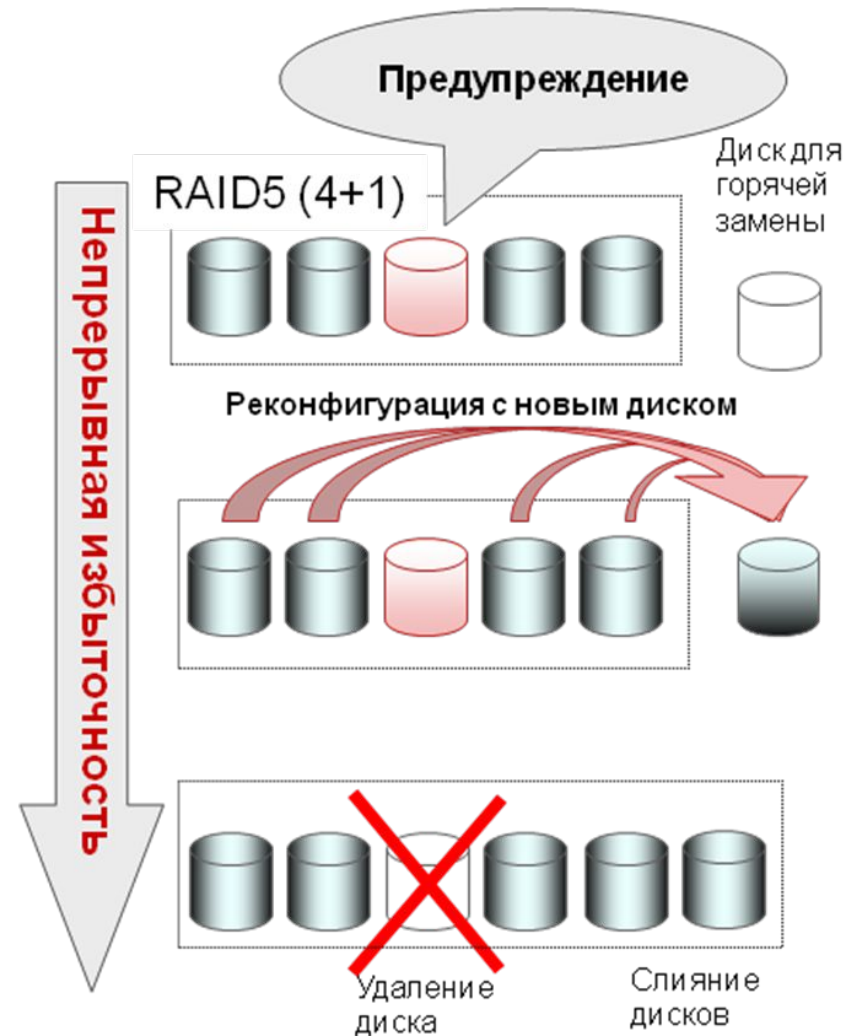 Предупреждение
Диск для
горячей
замены
RAID5 (4+1)
Непрерывная избыточность
Реконфигурация с новым диском
Удаление
диска
Слияние
дисков